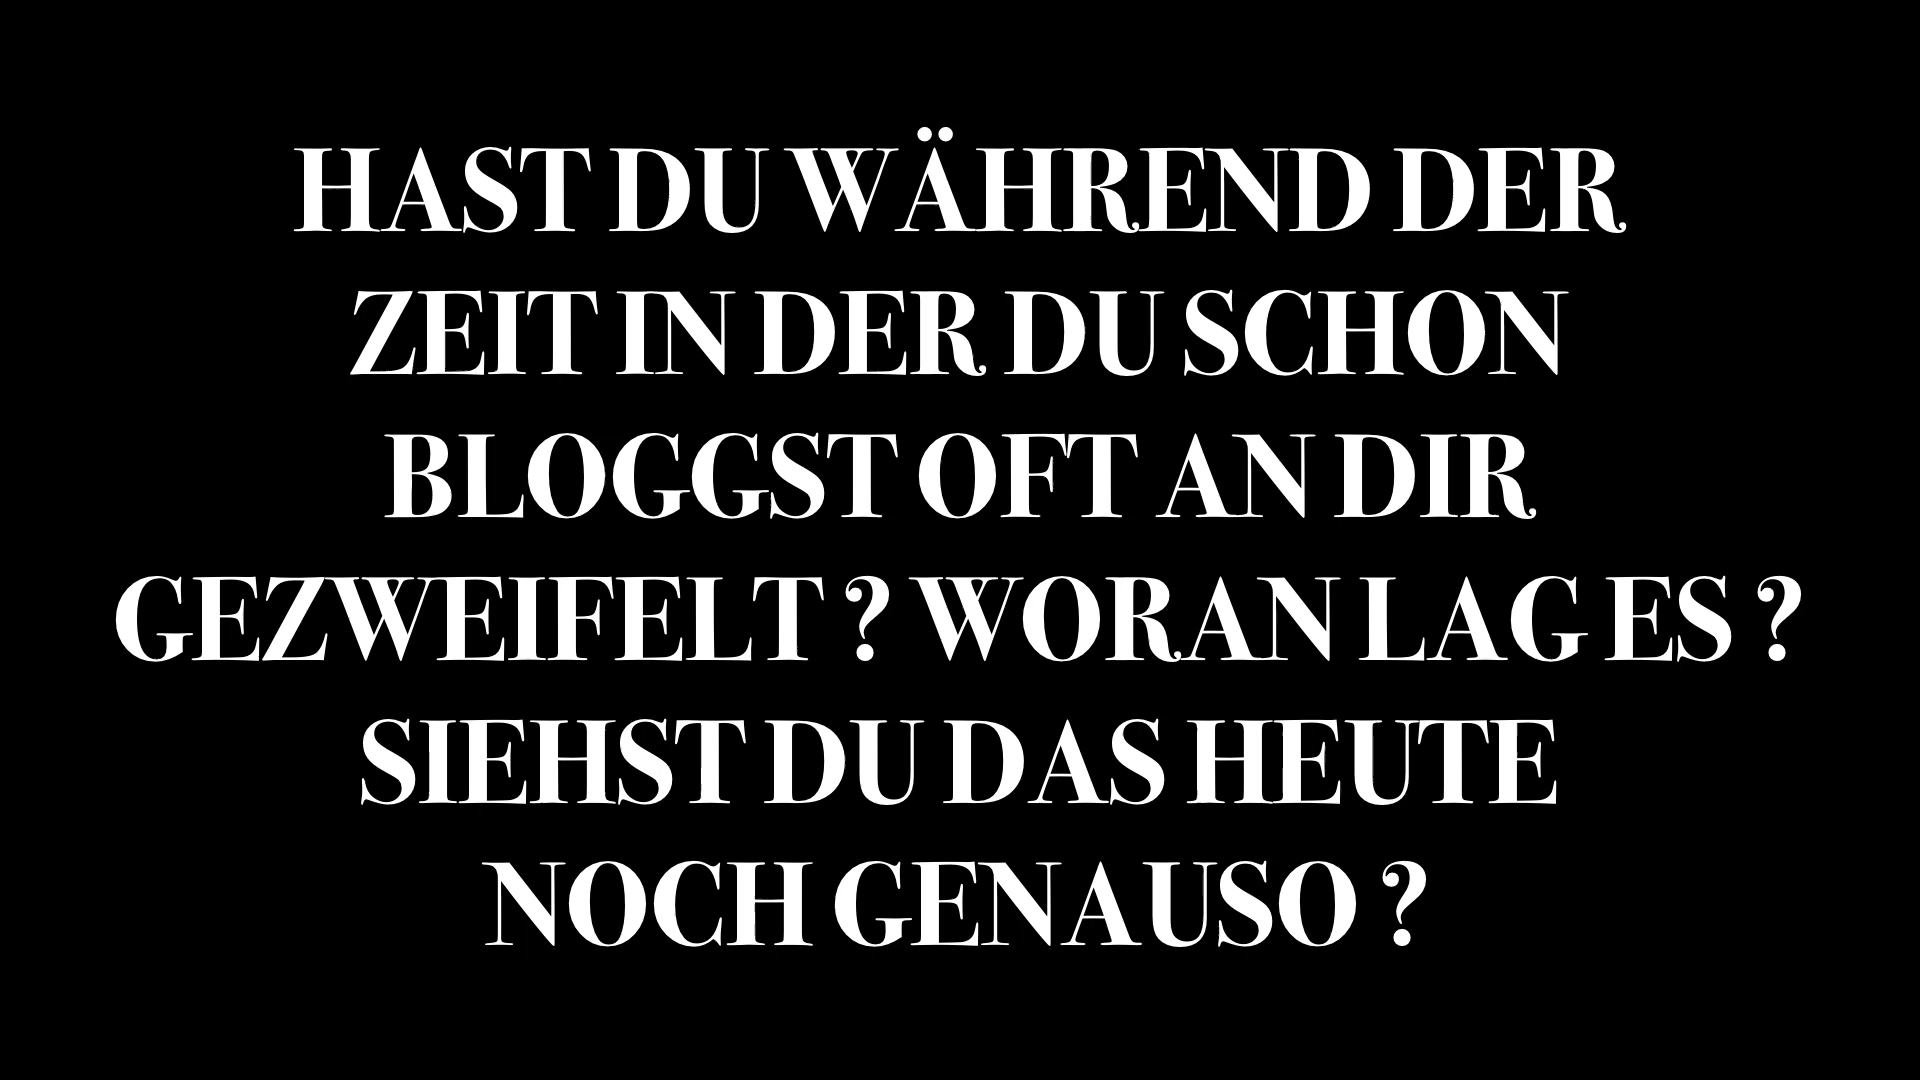 HAST DU WÄHREND DER
ZEIT IN DER DU SCHON
BLOGGST OFT AN DIR
GEZWEIFELT ? WORAN LAG ES ?
SIEHST DU DAS HEUTE
NOCH GENAUSO ?